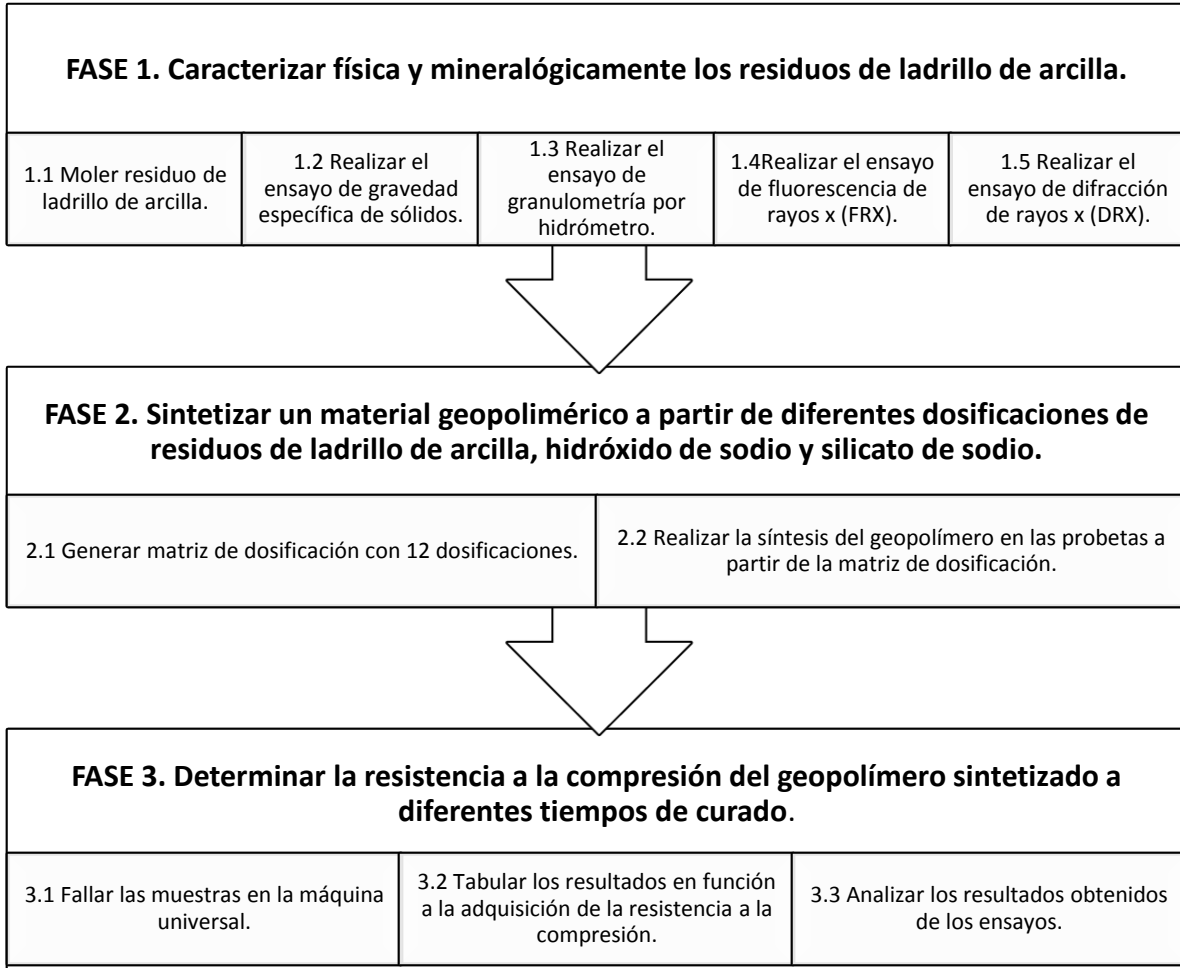 FASE 1. Caracterizar física y mineralógicamente los residuos de ladrillo de arcilla.
1.1 Moler residuo de
ladrillo de arcilla.
1.2 Realizar el
ensayo de gravedad
específica de sólidos.
1.3 Realizar el
ensayo de
granulometría por
hidrómetro.
1.4Realizar el ensayo
de fluorescencia de
rayos x (FRX).
1.5 Realizar el
ensayo de difracción
de rayos x (DRX).
FASE 2. Sintetizar un material geopolimérico a partir de diferentes dosificaciones de
residuos de ladrillo de arcilla, hidróxido de sodio y silicato de sodio.
2.1 Generar matriz de dosificación con 12 dosificaciones.
2.2 Realizar la síntesis del geopolímero en las probetas a
partir de la matriz de dosificación.
FASE 3. Determinar la resistencia a la compresión del geopolímero sintetizado a
diferentes tiempos de curado.
3.1 Fallar las muestras en la máquina
universal.
3.2 Tabular los resultados en función
a la adquisición de la resistencia a la
compresión.
3.3 Analizar los resultados obtenidos
de los ensayos.